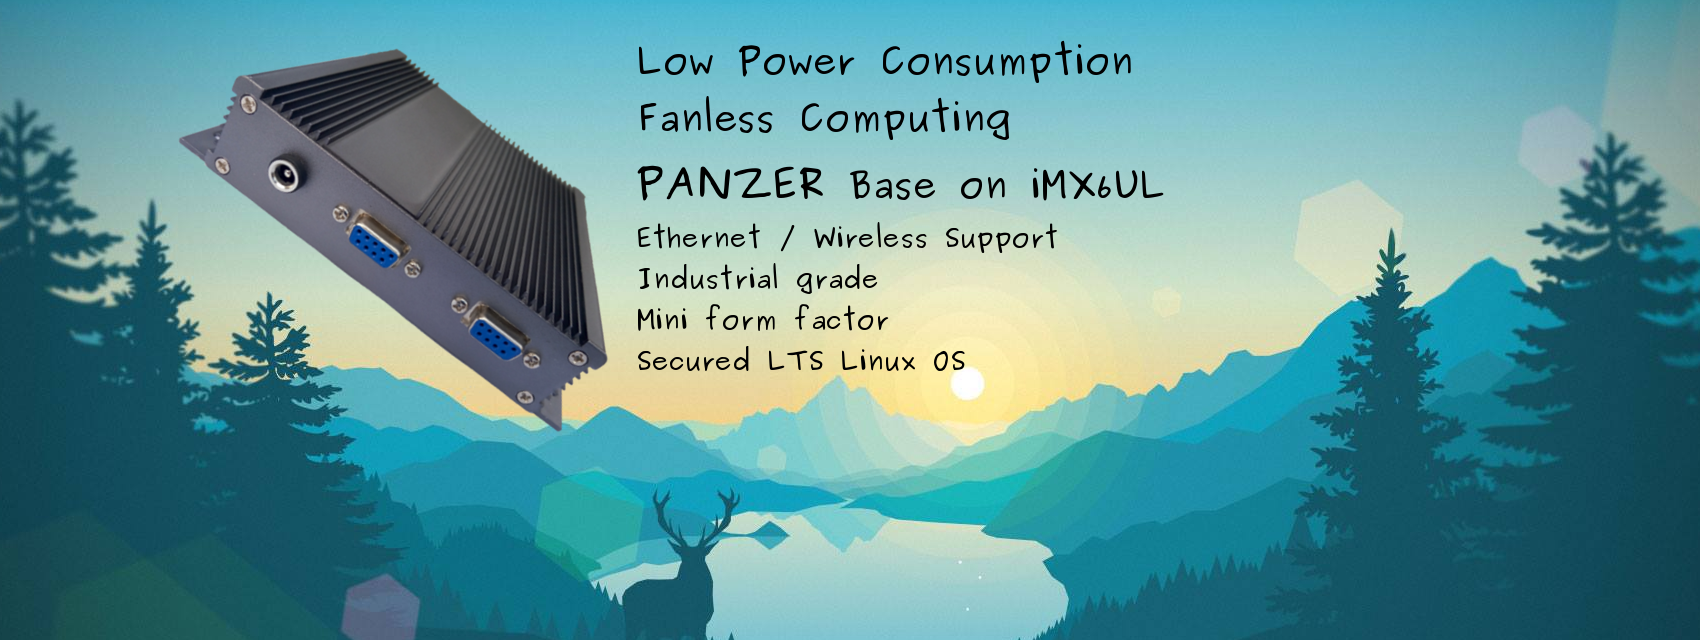 Low Power Consumption
Fanless Computing
PANZER Base on iMX6UL
Ethernet / Wireless Support
Industrial grade
Mini form factor
Secured LTS Linux OS